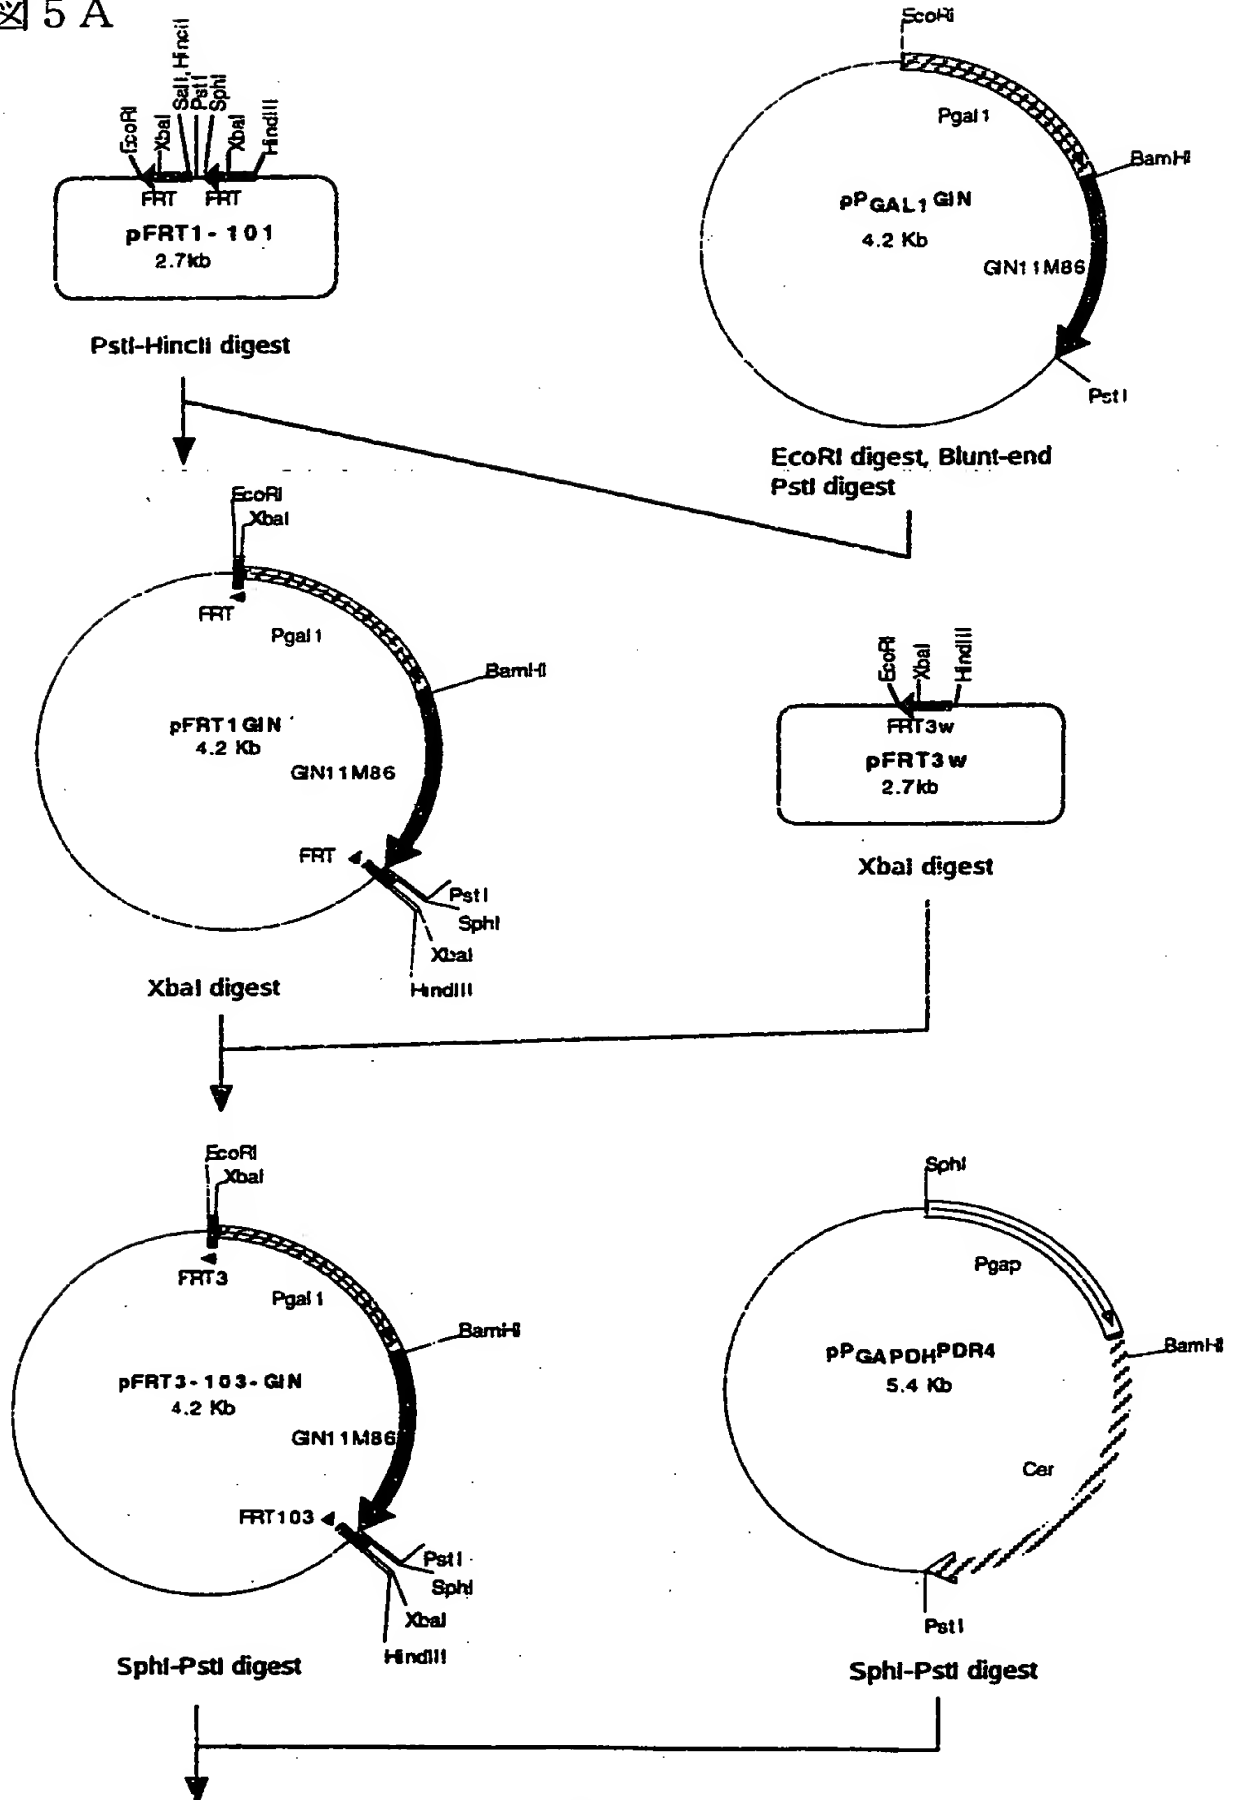 図5A
EcoRI
XbaI
SalI,HincII
PstI
SphI
XbaI
HindIII
FRT
FRT
pFRT1-101
2.7kb
PstI-HincII digest
EcoRI
Pgal1
BamHI
pPGAL1GIN
4.2 Kb
GIN11M86
PstI
EcoRI digest, Blunt-end
PstI digest
EcoRI
XbaI
FRT
Pgal1
BamHI
pFRT1GIN
4.2 Kb
GIN11M86
FRT
PstI
SphI
XbaI
HindIII
XbaI digest
EcoRI
XbaI
HindIII
FRT3w
pFRT3w
2.7kb
XbaI digest
EcoRI
XbaI
FRT3
Pgal1
BamHI
pFRT3-103-GIN
4.2 Kb
GIN11M86
FRT103
PstI
SphI
XbaI
HindIII
SphI-PstI digest
SphI
Pgap
BamHI
pPGAPDHPDR4
5.4 Kb
Cer
PstI
SphI-PstI digest